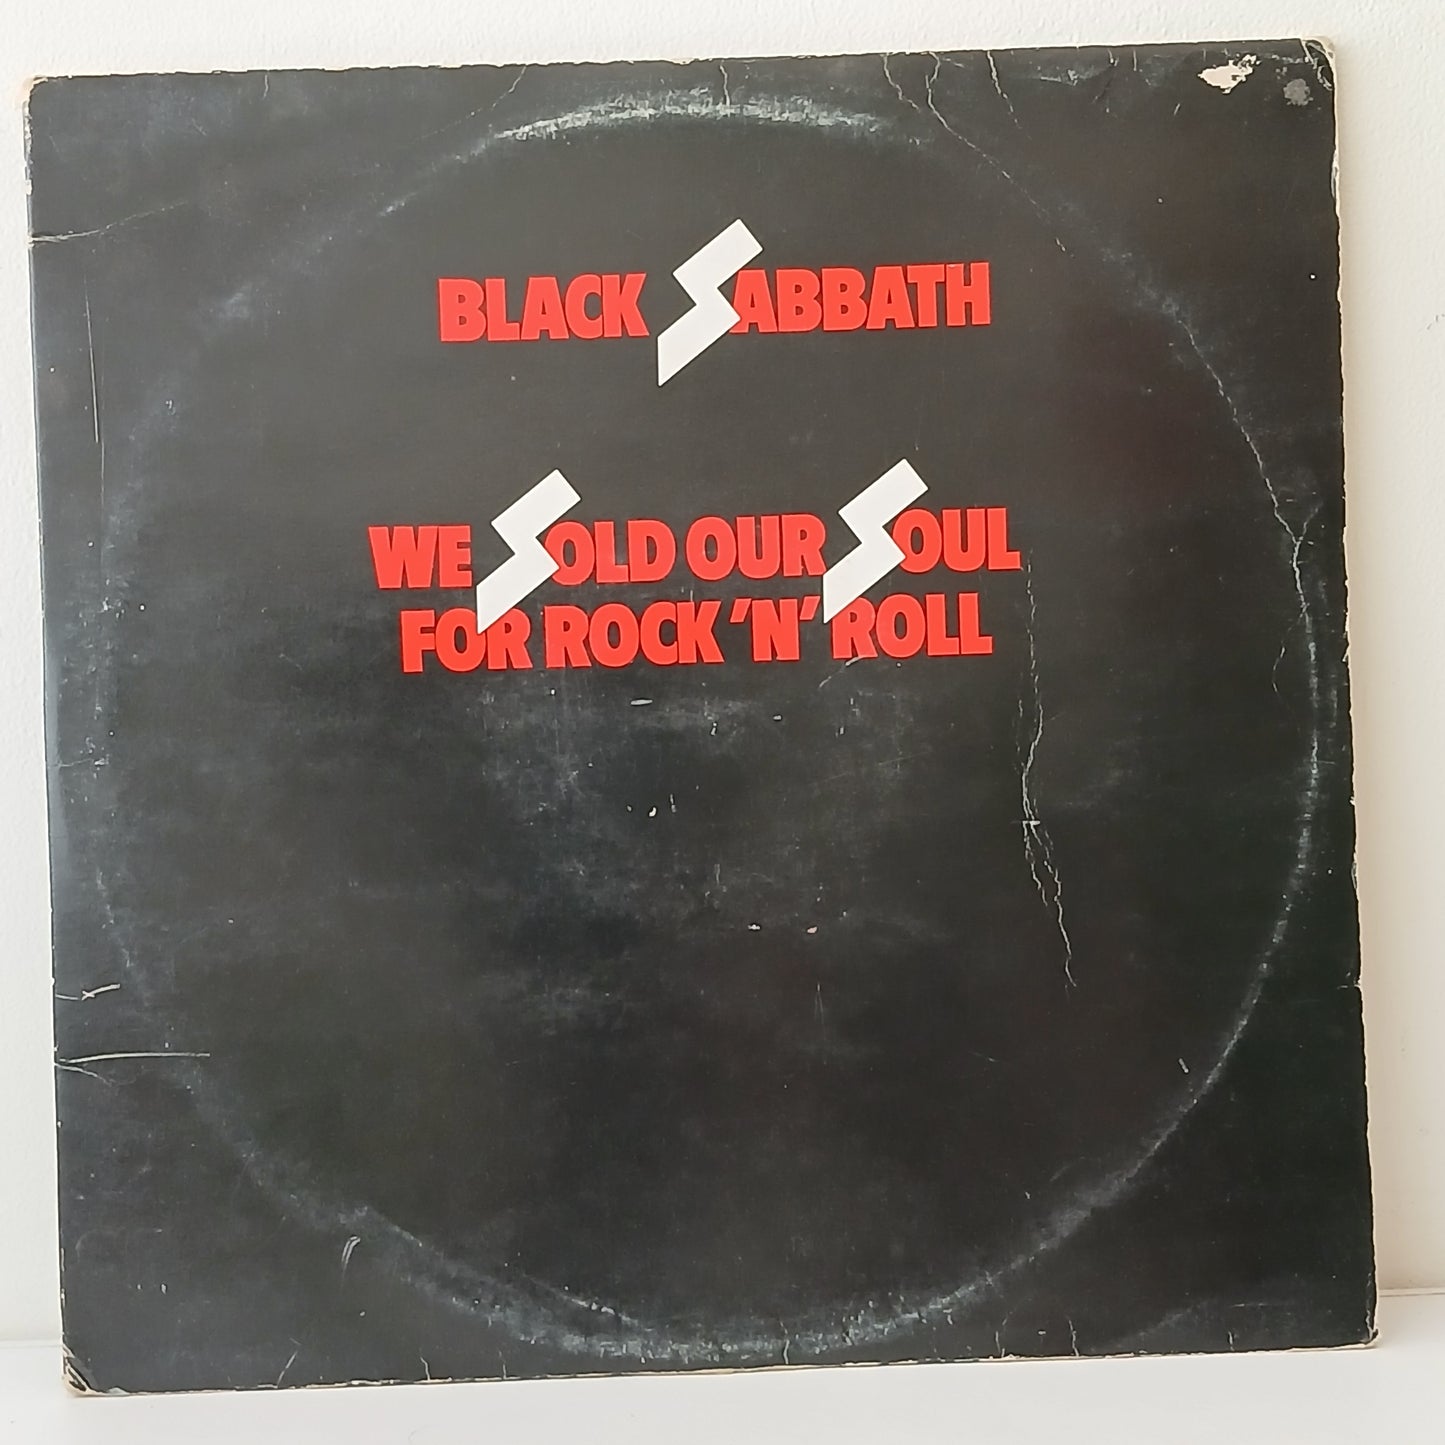 BLACK SABBATH
WE SOLD OUR SOUL
FOR ROCK 'N' ROLL